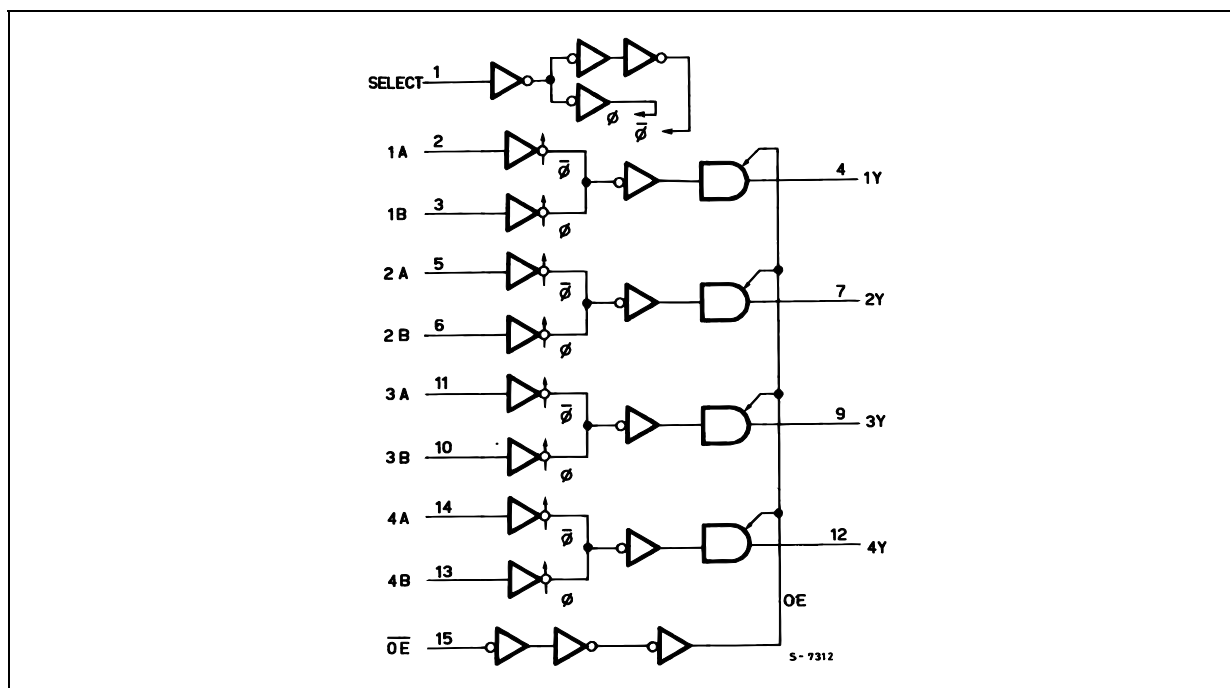 SELECT 1
ø
ø̅
1A 2
ø̅
4 1Y
1B 3
ø
2A 5
ø̅
7 2Y
2B 6
ø
3A 11
ø̅
9 3Y
3B 10
ø
4A 14
ø̅
12 4Y
4B 13
ø
OE
O̅E̅ 15
S-7312